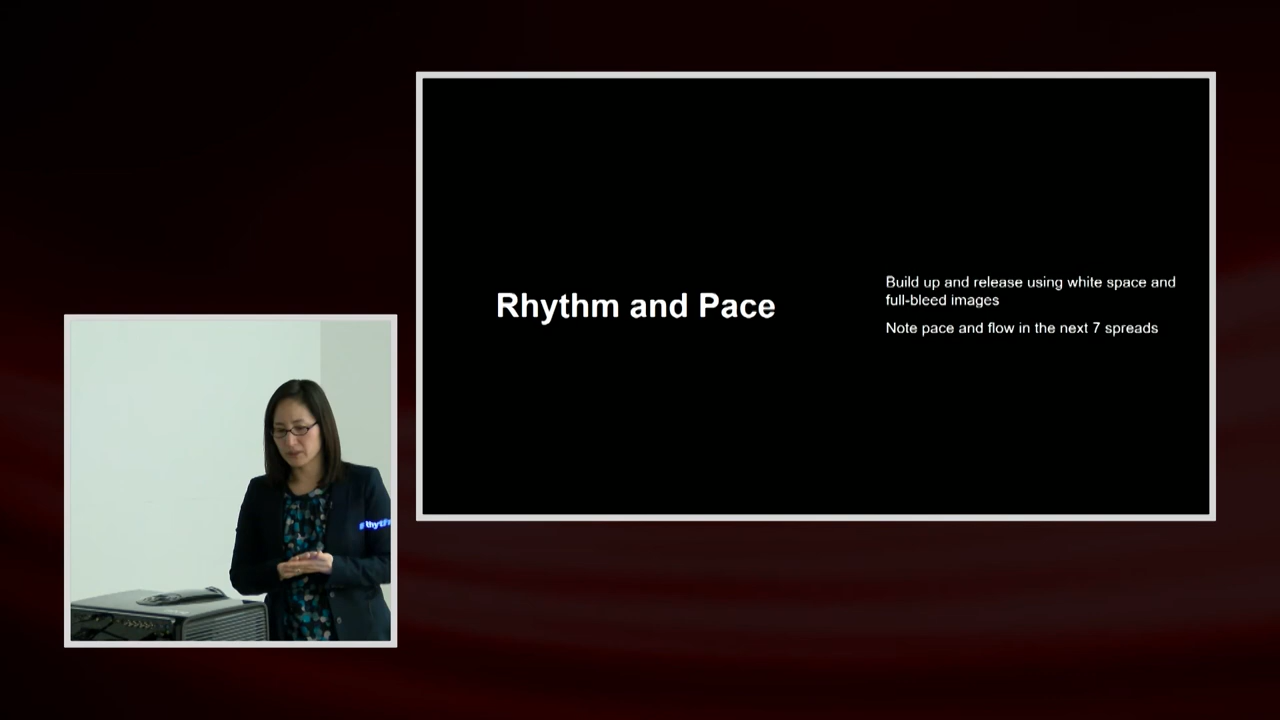 Rhythm and Pace
Build up and release using white space and
full-bleed images
Note pace and flow in the next 7 spreads